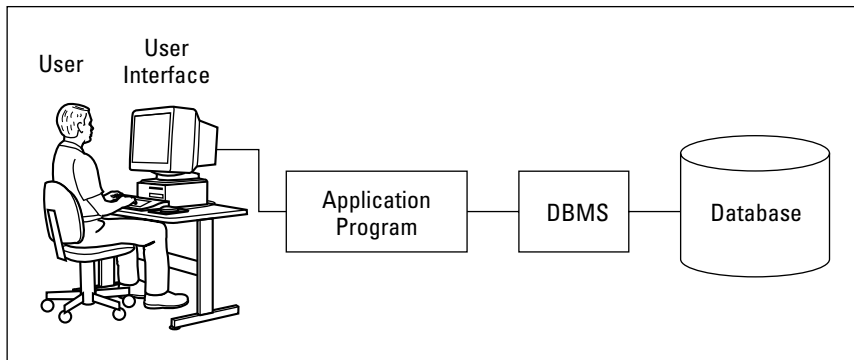 User
User
Interface
Application
Program
DBMS
Database